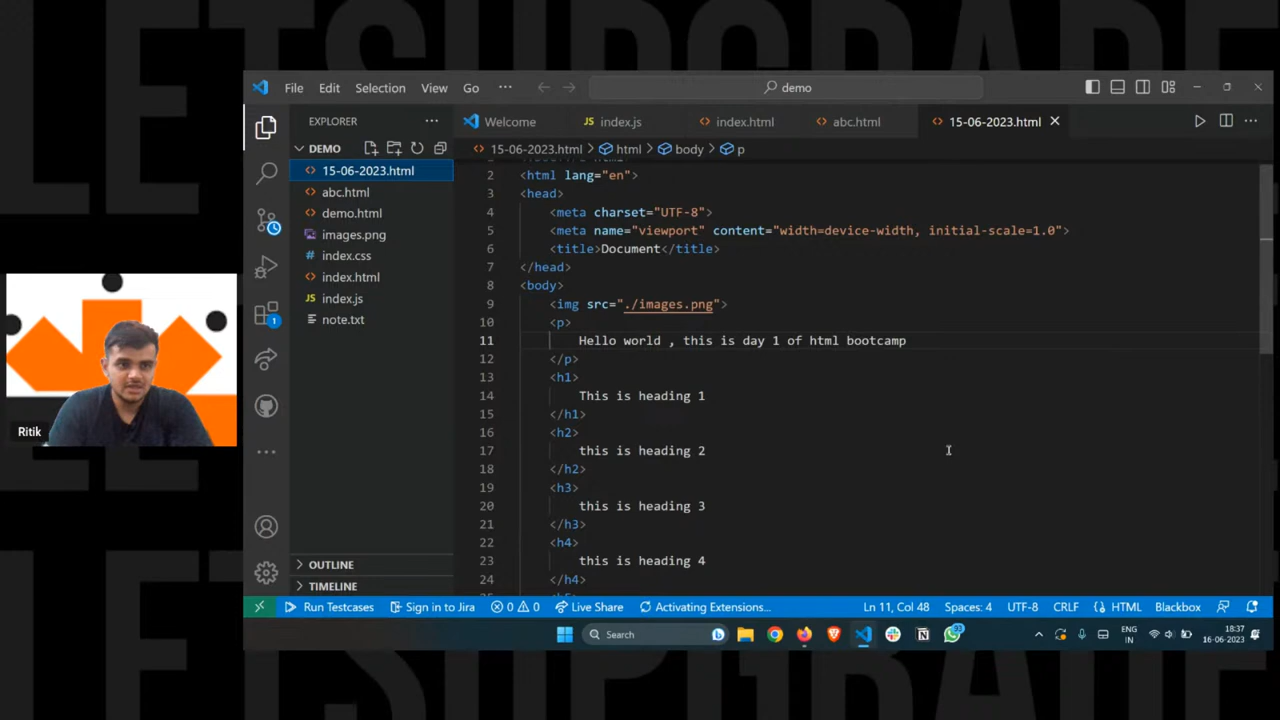 LETSUPGRADE
File Edit Selection View Go ··· demo
EXPLORER ···
Welcome
JS index.js
index.html
abc.html
15-06-2023.html
DEMO
15-06-2023.html > html > body > p
15-06-2023.html
abc.html
demo.html
images.png
# index.css
index.html
JS index.js
note.txt
2 <html lang="en">
3 <head>
4 <meta charset="UTF-8">
5 <meta name="viewport" content="width=device-width, initial-scale=1.0">
6 <title>Document</title>
7 </head>
8 <body>
9 <img src="./images.png">
10 <p>
11 Hello world , this is day 1 of html bootcamp
12 </p>
13 <h1>
14 This is heading 1
15 </h1>
16 <h2>
17 this is heading 2
18 </h2>
19 <h3>
20 this is heading 3
21 </h3>
22 <h4>
23 this is heading 4
24 </h4>
1
Ritik
OUTLINE
TIMELINE
Run Testcases Sign in to Jira 0 0 Live Share Activating Extensions... Ln 11, Col 48 Spaces: 4 UTF-8 CRLF HTML Blackbox
Search
93
ENG
IN
18:37
16-06-2023